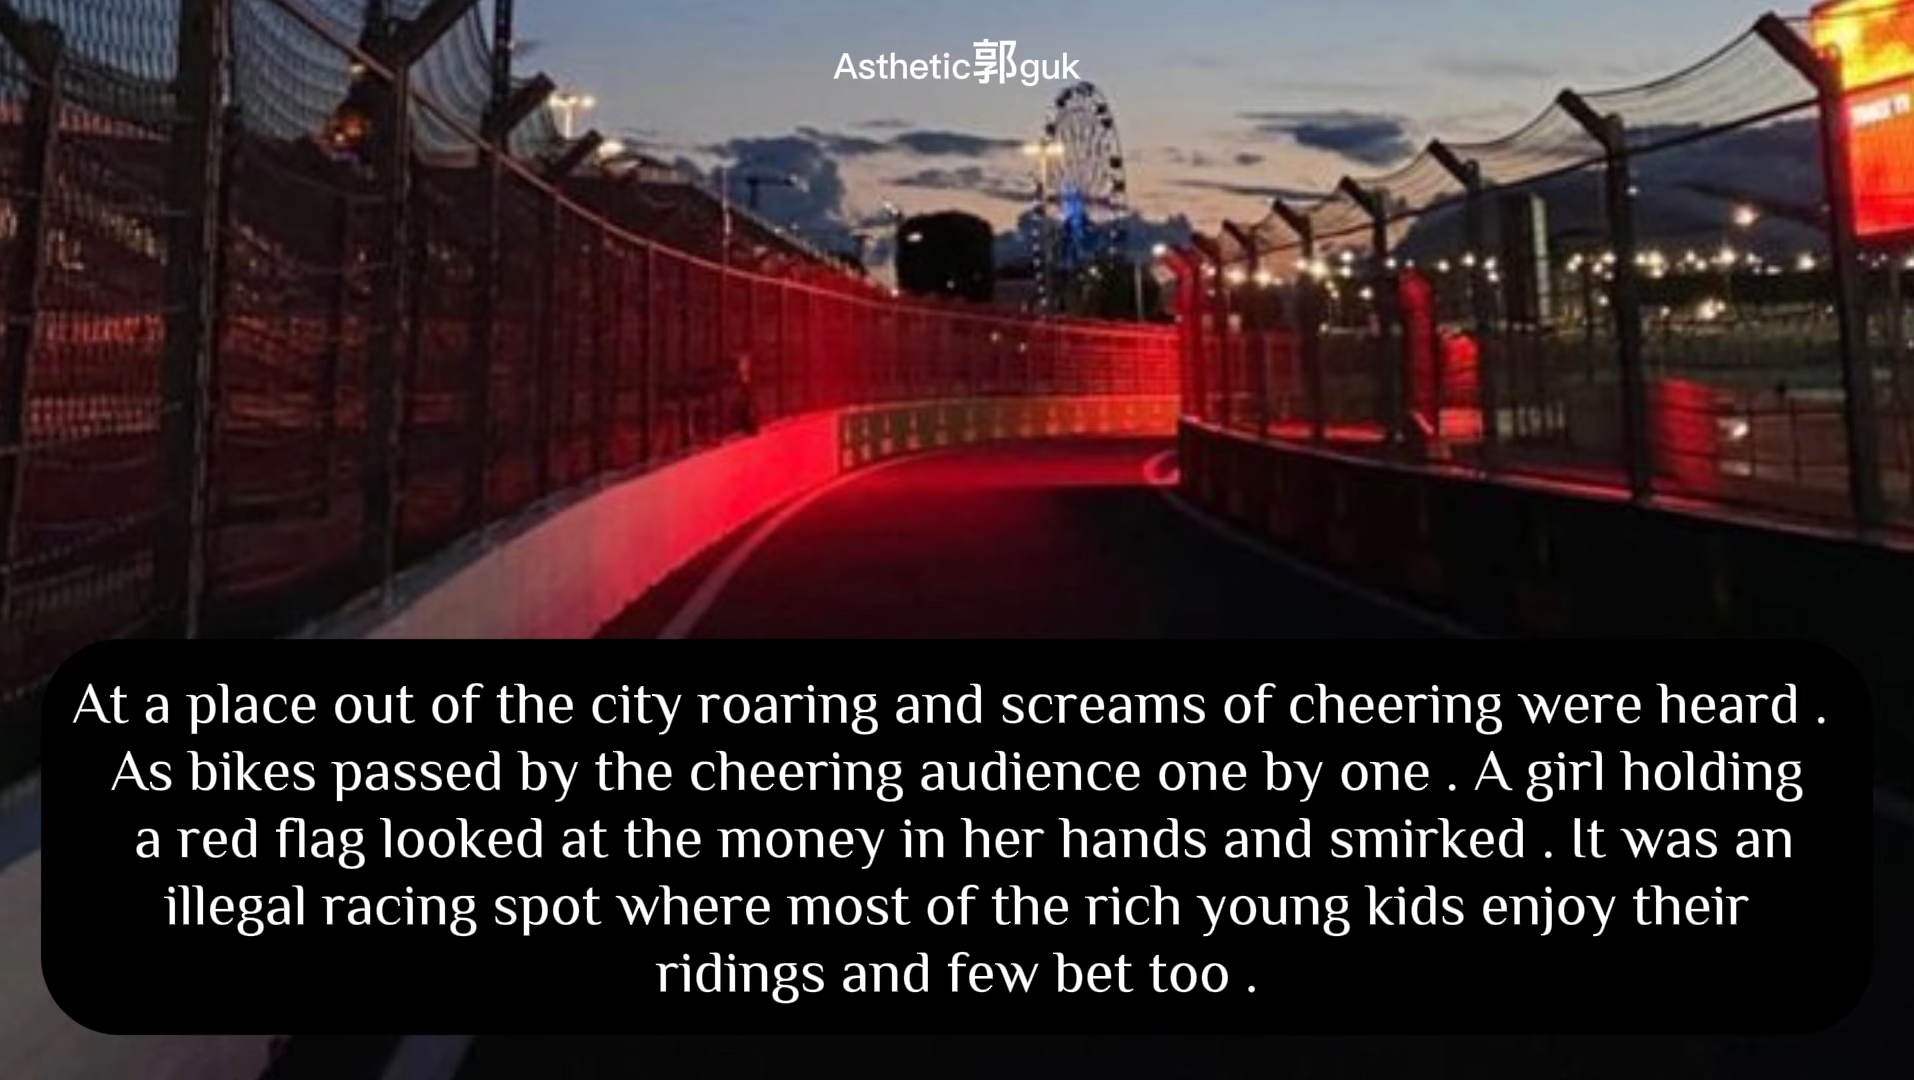 Asthetic郭guk
At a place out of the city roaring and screams of cheering were heard .
As bikes passed by the cheering audience one by one . A girl holding
a red flag looked at the money in her hands and smirked . It was an
illegal racing spot where most of the rich young kids enjoy their
ridings and few bet too .